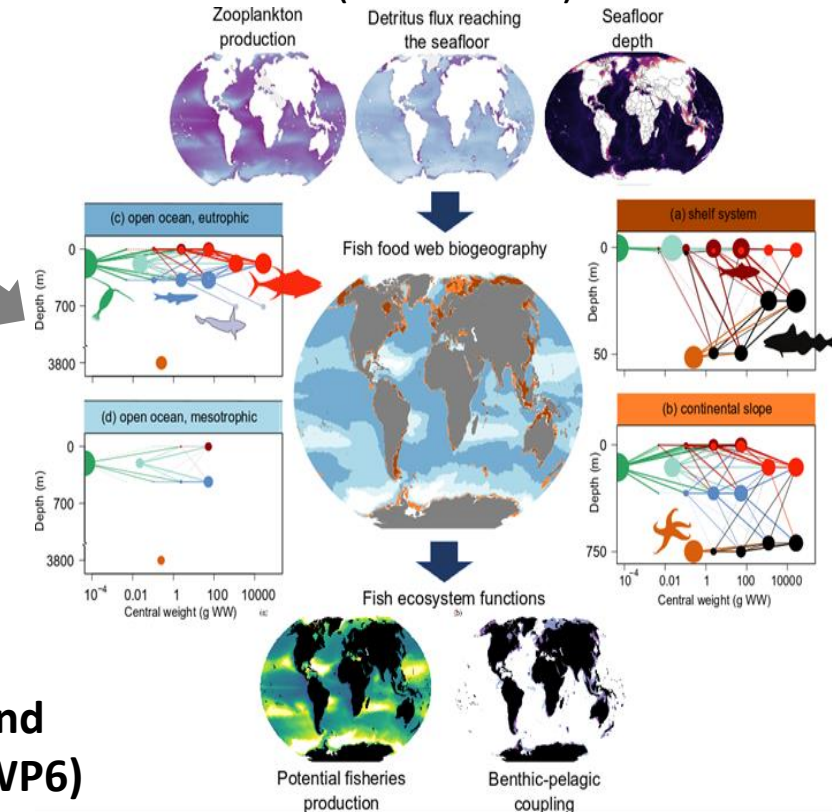 Zooplankton
production
Detritus flux reaching
the seafloor
Seafloor
depth
(c) open ocean, eutrophic
0
700
3800
Depth (m)
Fish food web biogeography
(a) shelf system
0
50
Depth (m)
(d) open ocean, mesotrophic
0
700
3800
Depth (m)
10⁻⁴ 0.01 1 100 10000
Central weight (g WW)
(b) continental slope
0
750
Depth (m)
10⁻⁴ 0.01 1 100 10000
Central weight (g WW)
Fish ecosystem functions
(b)
nd
WP6)
Potential fisheries
production
Benthic-pelagic
coupling